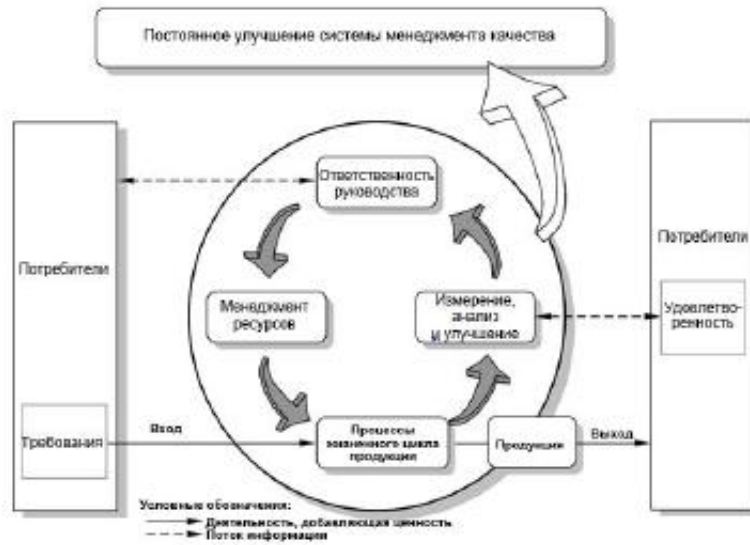 Постоянное улучшение системы менеджмента качества
Ответственность
руководства
Потребители
Потребители
Менеджмент
ресурсов
Измерение,
анализ
и улучшение
Удовлетво-
ренность
Требования
Вход
Процессы
жизненного цикла
продукции
Продукция
Выход
Условные обозначения:
Деятельность, добавляющая ценность
Поток информации